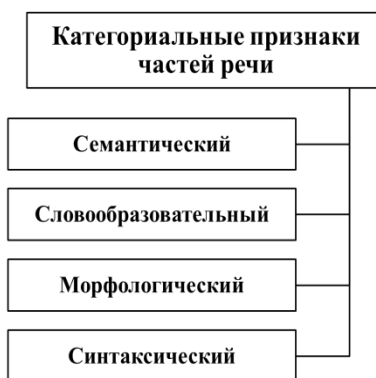 Категориальные признаки
частей речи
Семантический
Словообразовательный
Морфологический
Синтаксический